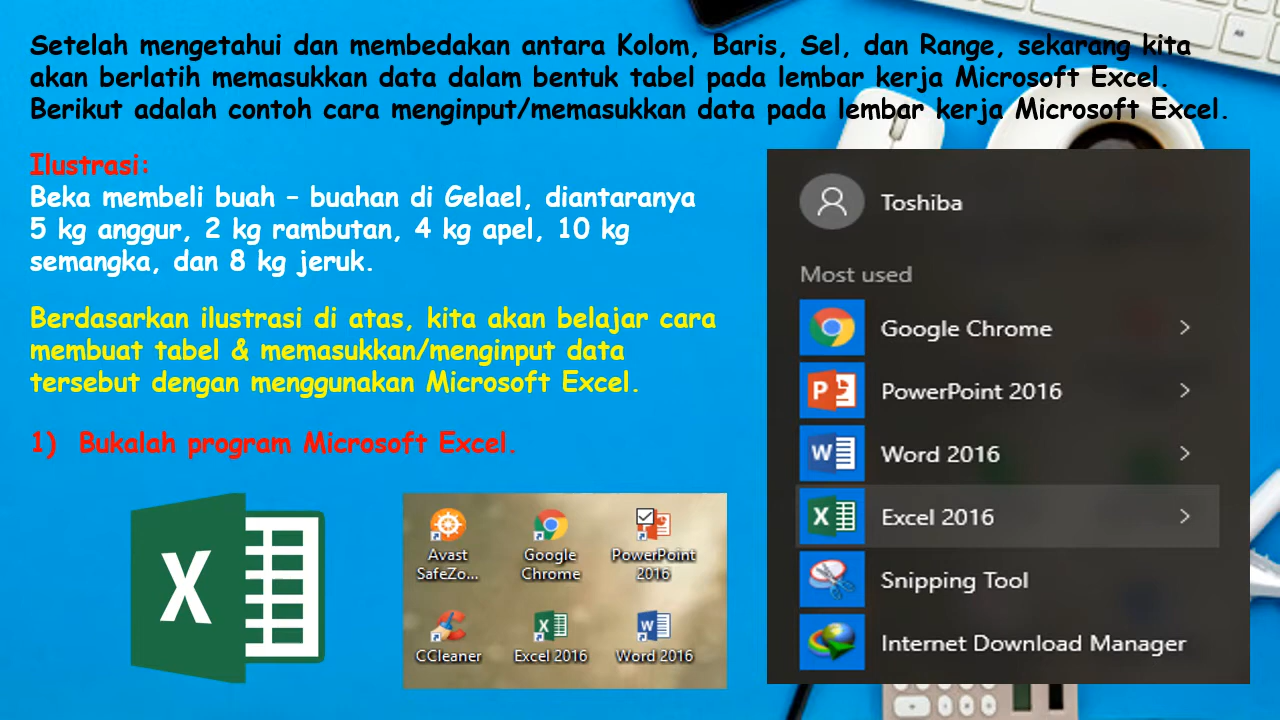 Setelah mengetahui dan membedakan antara Kolom, Baris, Sel, dan Range, sekarang kita
akan berlatih memasukkan data dalam bentuk tabel pada lembar kerja Microsoft Excel.
Berikut adalah contoh cara menginput/memasukkan data pada lembar kerja Microsoft Excel.
Ilustrasi:
Beka membeli buah – buahan di Gelael, diantaranya
5 kg anggur, 2 kg rambutan, 4 kg apel, 10 kg
semangka, dan 8 kg jeruk.
Berdasarkan ilustrasi di atas, kita akan belajar cara
membuat tabel & memasukkan/menginput data
tersebut dengan menggunakan Microsoft Excel.
1) Bukalah program Microsoft Excel.
X
Avast
SafeZo...
Google
Chrome
PowerPoint
2016
CCleaner
Excel 2016
Word 2016
Toshiba
Most used
Google Chrome
PowerPoint 2016
Word 2016
Excel 2016
Snipping Tool
Internet Download Manager